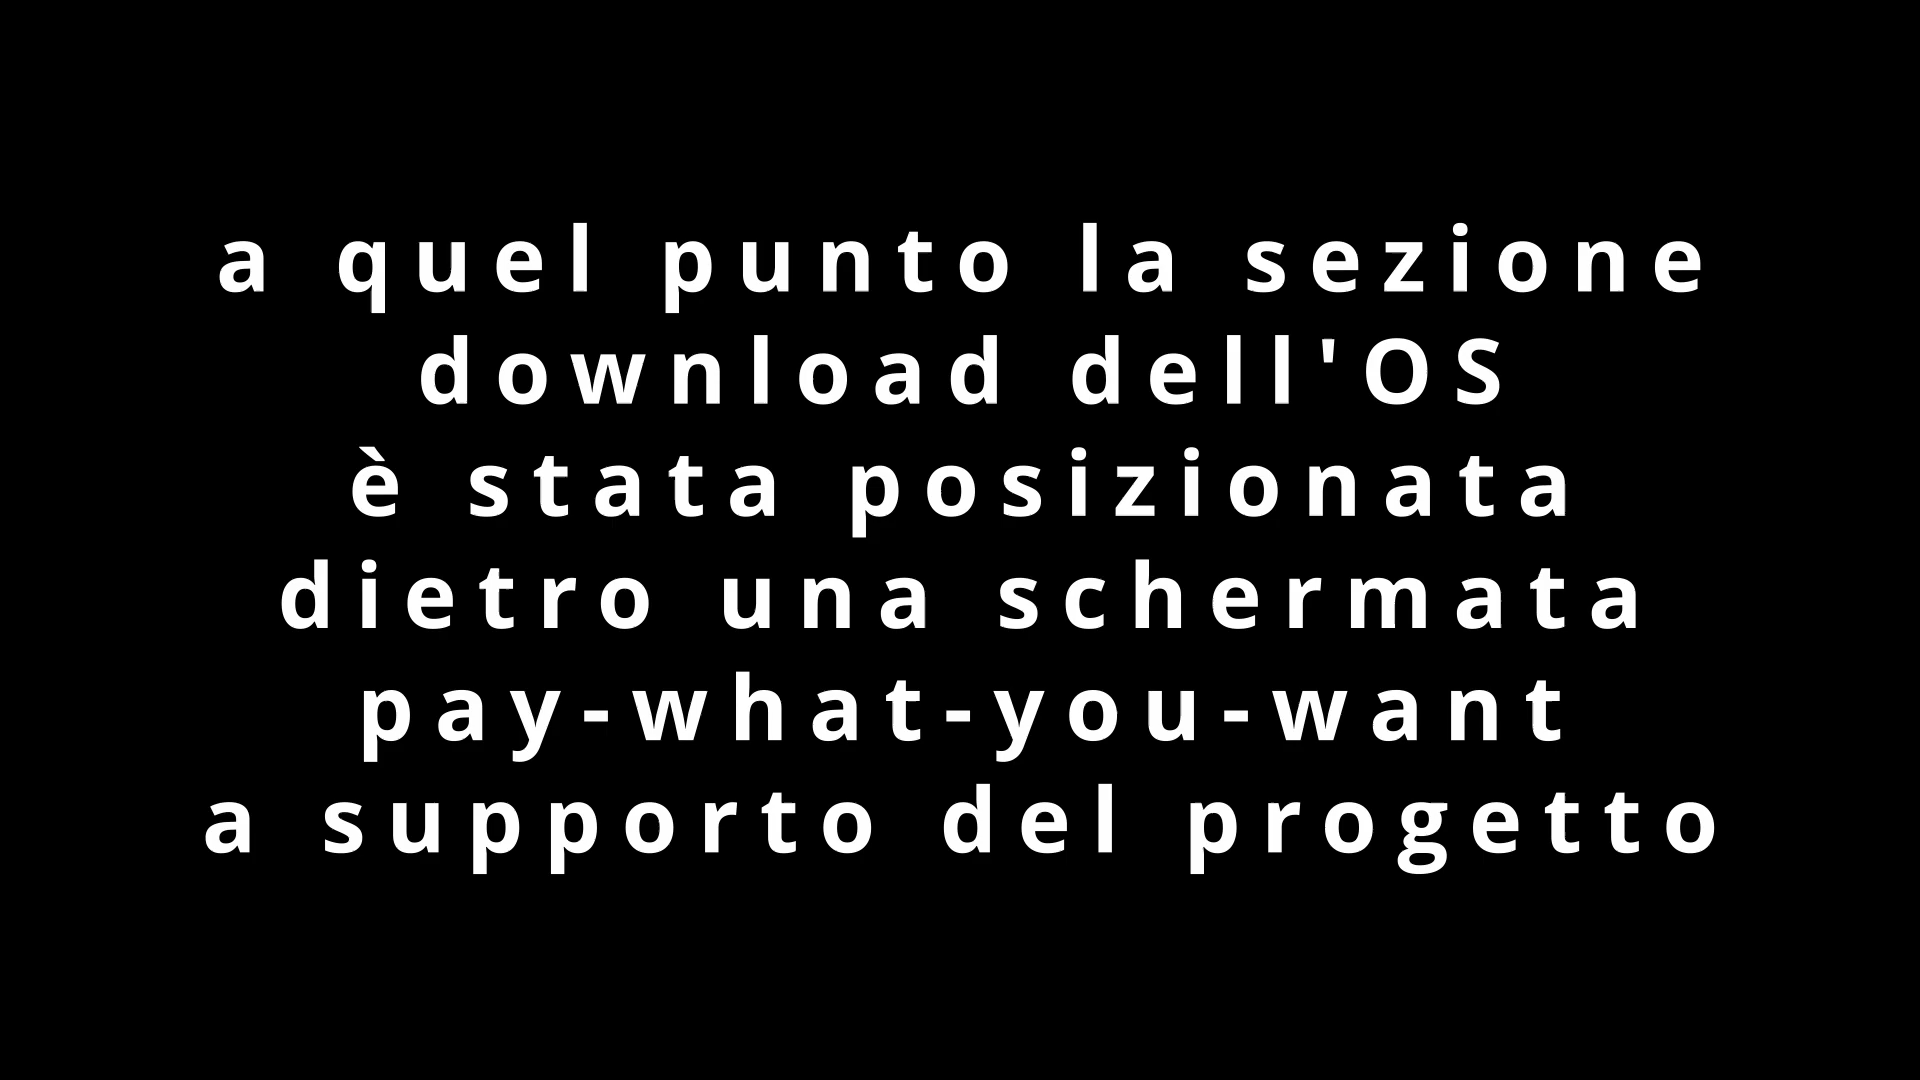 a quel punto la sezione
download dell'OS
è stata posizionata
dietro una schermata
pay-what-you-want
a supporto del progetto